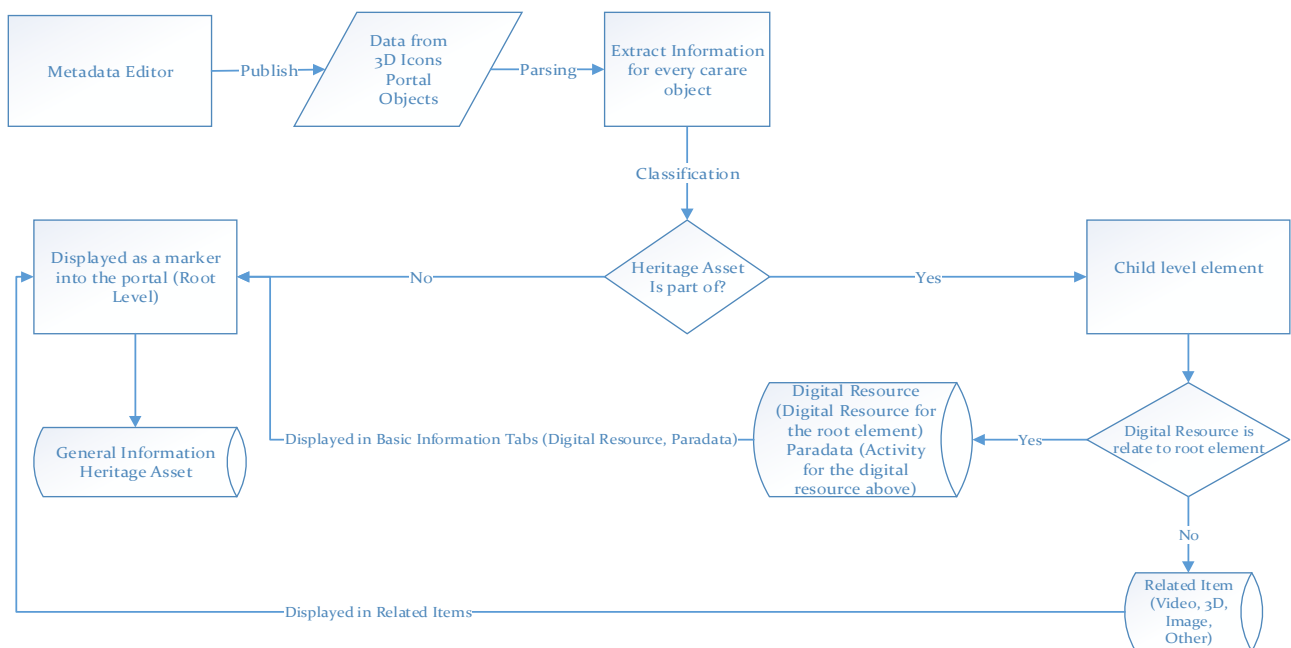 Metadata Editor
Publish
Data from
3D Icons
Portal
Objects
Parsing
Extract Information
for every carare
object
Classification
Displayed as a marker
into the portal (Root
Level)
No
Heritage Asset
Is part of?
Yes
Child level element
General Information
Heritage Asset
Displayed in Basic Information Tabs (Digital Resource, Paradata)
Digital Resource
(Digital Resource for
the root element)
Paradata (Activity
for the digital
resource above)
Yes
Digital Resource is
relate to root element
No
Displayed in Related Items
Related Item
(Video, 3D,
Image,
Other)